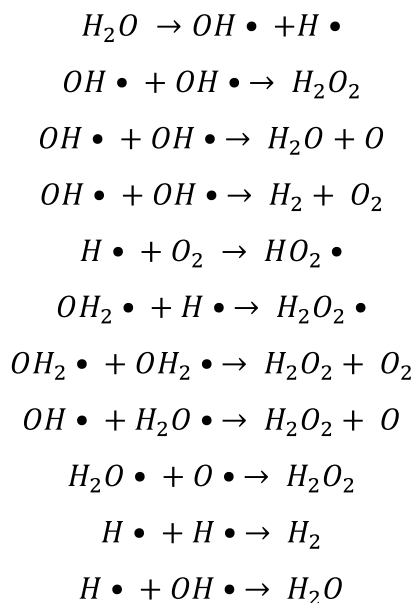 H₂O → OH • +H •
OH • + OH •→ H₂O₂
OH • + OH •→ H₂O + O
OH • + OH •→ H₂ + O₂
H • + O₂ → HO₂ •
OH₂ • + H •→ H₂O₂ •
OH₂ • + OH₂ •→ H₂O₂ + O₂
OH • + H₂O •→ H₂O₂ + O
H₂O • + O •→ H₂O₂
H • + H •→ H₂
H • + OH •→ H₂O